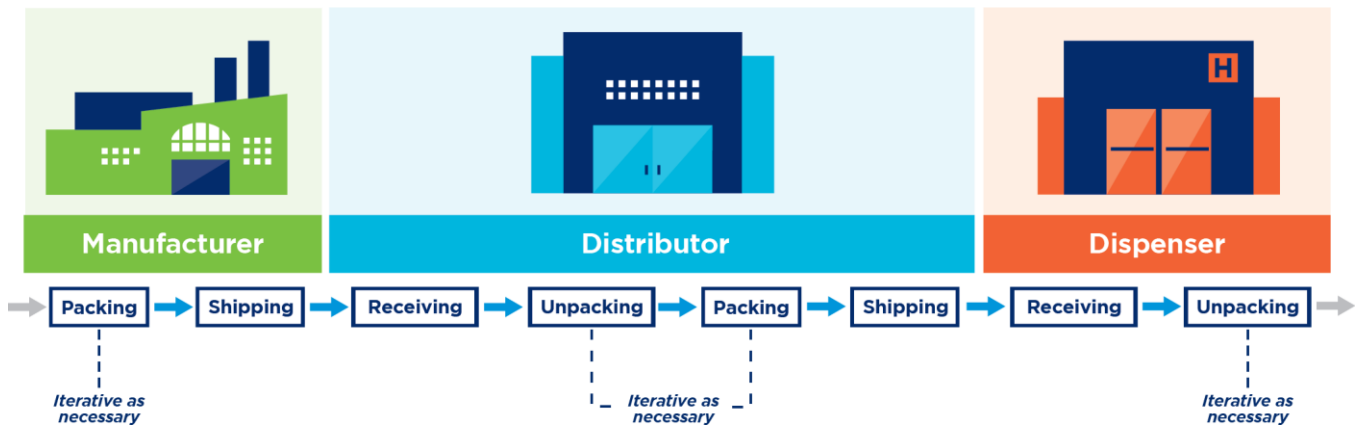 H
Manufacturer
Distributor
Dispenser
Packing
Shipping
Receiving
Unpacking
Packing
Shipping
Receiving
Unpacking
Iterative as
necessary
Iterative as
necessary
Iterative as
necessary